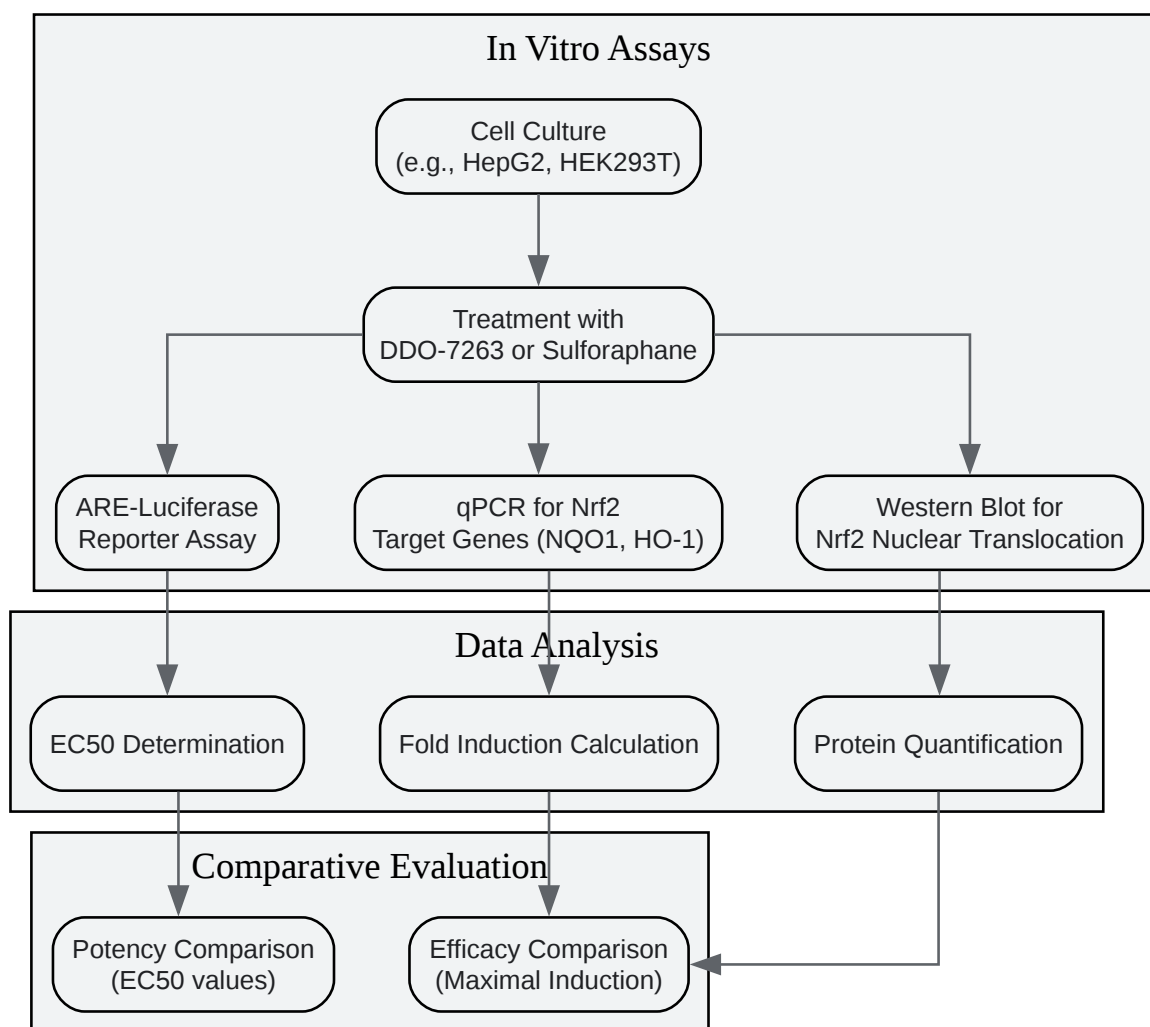 In Vitro Assays
Cell Culture
(e.g., HepG2, HEK293T)
Treatment with
DDO-7263 or Sulforaphane
ARE-Luciferase
Reporter Assay
qPCR for Nrf2
Target Genes (NQO1, HO-1)
Western Blot for
Nrf2 Nuclear Translocation
Data Analysis
EC50 Determination
Fold Induction Calculation
Protein Quantification
Comparative Evaluation
Potency Comparison
(EC50 values)
Efficacy Comparison
(Maximal Induction)